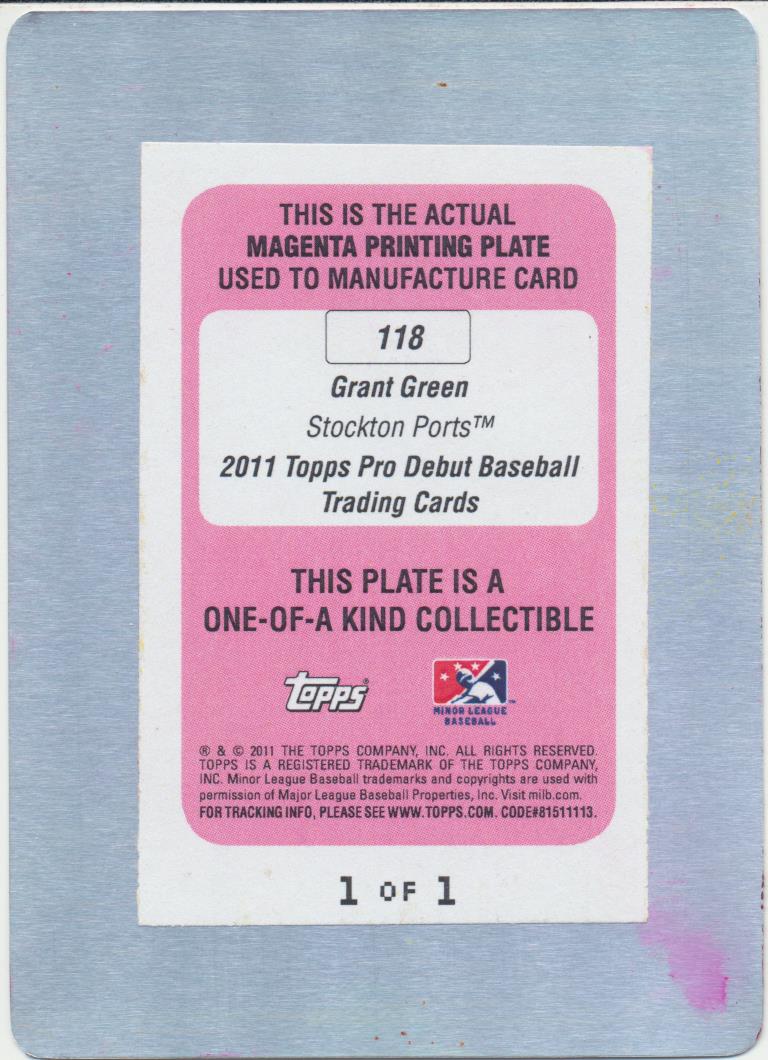 THIS IS THE ACTUAL
MAGENTA PRINTING PLATE
USED TO MANUFACTURE CARD
118
Grant Green
Stockton Ports™
2011 Topps Pro Debut Baseball
Trading Cards
THIS PLATE IS A
ONE-OF-A KIND COLLECTIBLE
topps®
MINOR LEAGUE
BASEBALL™
® & © 2011 THE TOPPS COMPANY, INC. ALL RIGHTS RESERVED.
TOPPS IS A REGISTERED TRADEMARK OF THE TOPPS COMPANY,
INC. Minor League Baseball trademarks and copyrights are used with
permission of Major League Baseball Properties, Inc. Visit milb.com.
FOR TRACKING INFO, PLEASE SEE WWW.TOPPS.COM. CODE#81511113.
1 OF 1